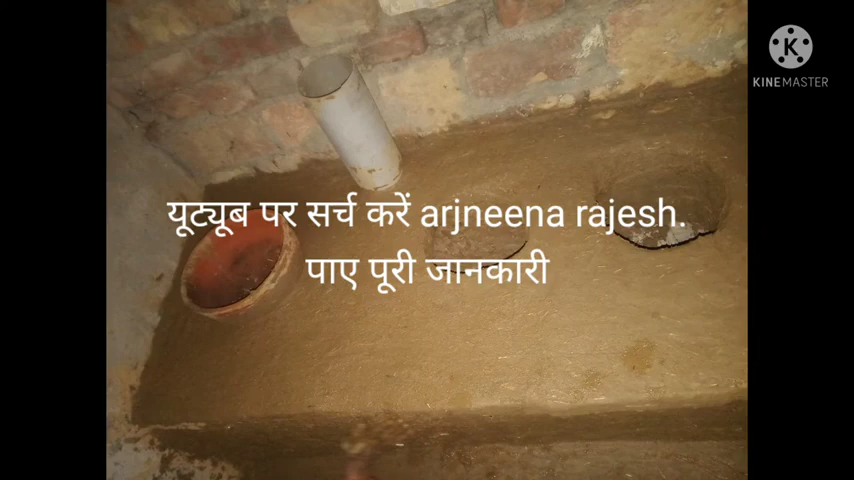 KINEMASTER
यूट्यूब पर सर्च करें arjneena rajesh.
पाए पूरी जानकारी